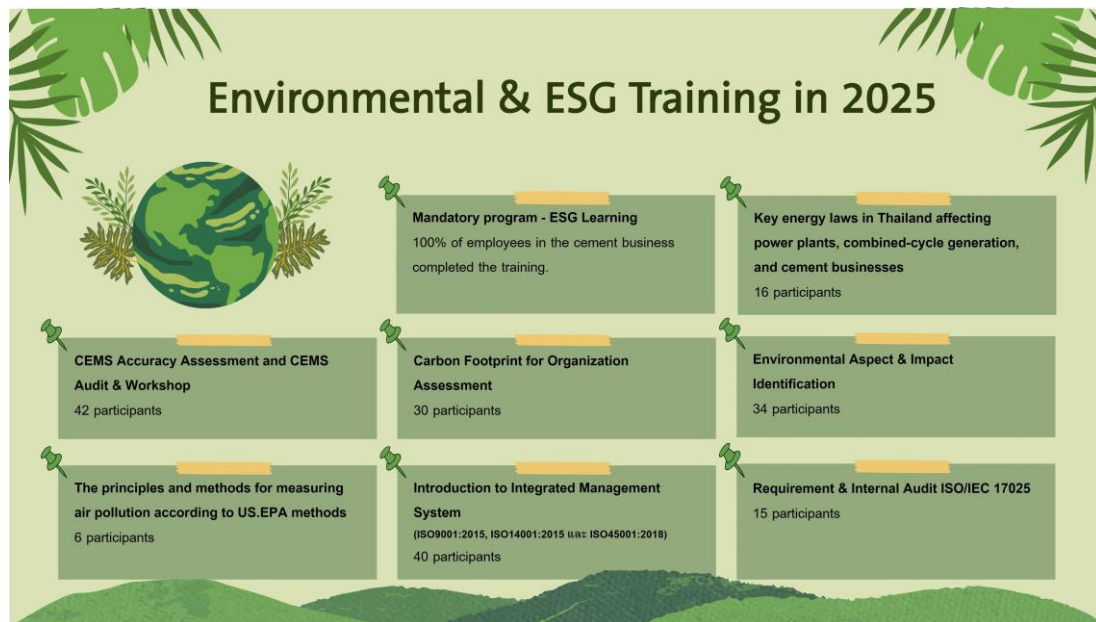 Environmental & ESG Training in 2025
Mandatory program - ESG Learning
100% of employees in the cement business
completed the training.
Key energy laws in Thailand affecting
power plants, combined-cycle generation,
and cement businesses
16 participants
CEMS Accuracy Assessment and CEMS
Audit & Workshop
42 participants
Carbon Footprint for Organization
Assessment
30 participants
Environmental Aspect & Impact
Identification
34 participants
The principles and methods for measuring
air pollution according to US.EPA methods
6 participants
Introduction to Integrated Management
System
(ISO9001:2015, ISO14001:2015 และ ISO45001:2018)
40 participants
Requirement & Internal Audit ISO/IEC 17025
15 participants